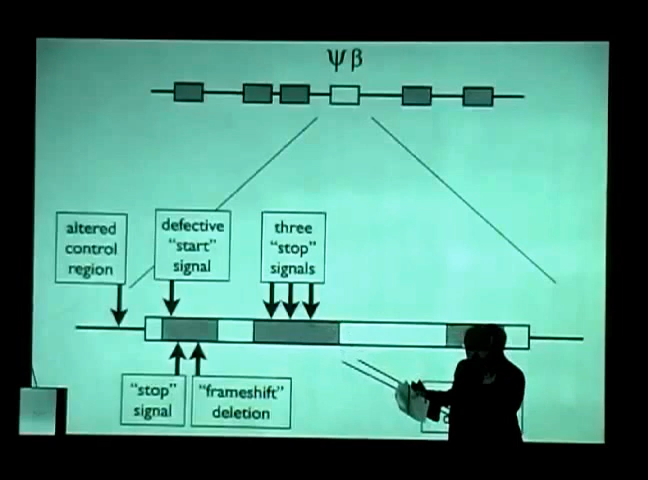 ψβ
altered
control
region
defective
"start"
signal
three
"stop"
signals
"stop"
signal
"frameshift"
deletion